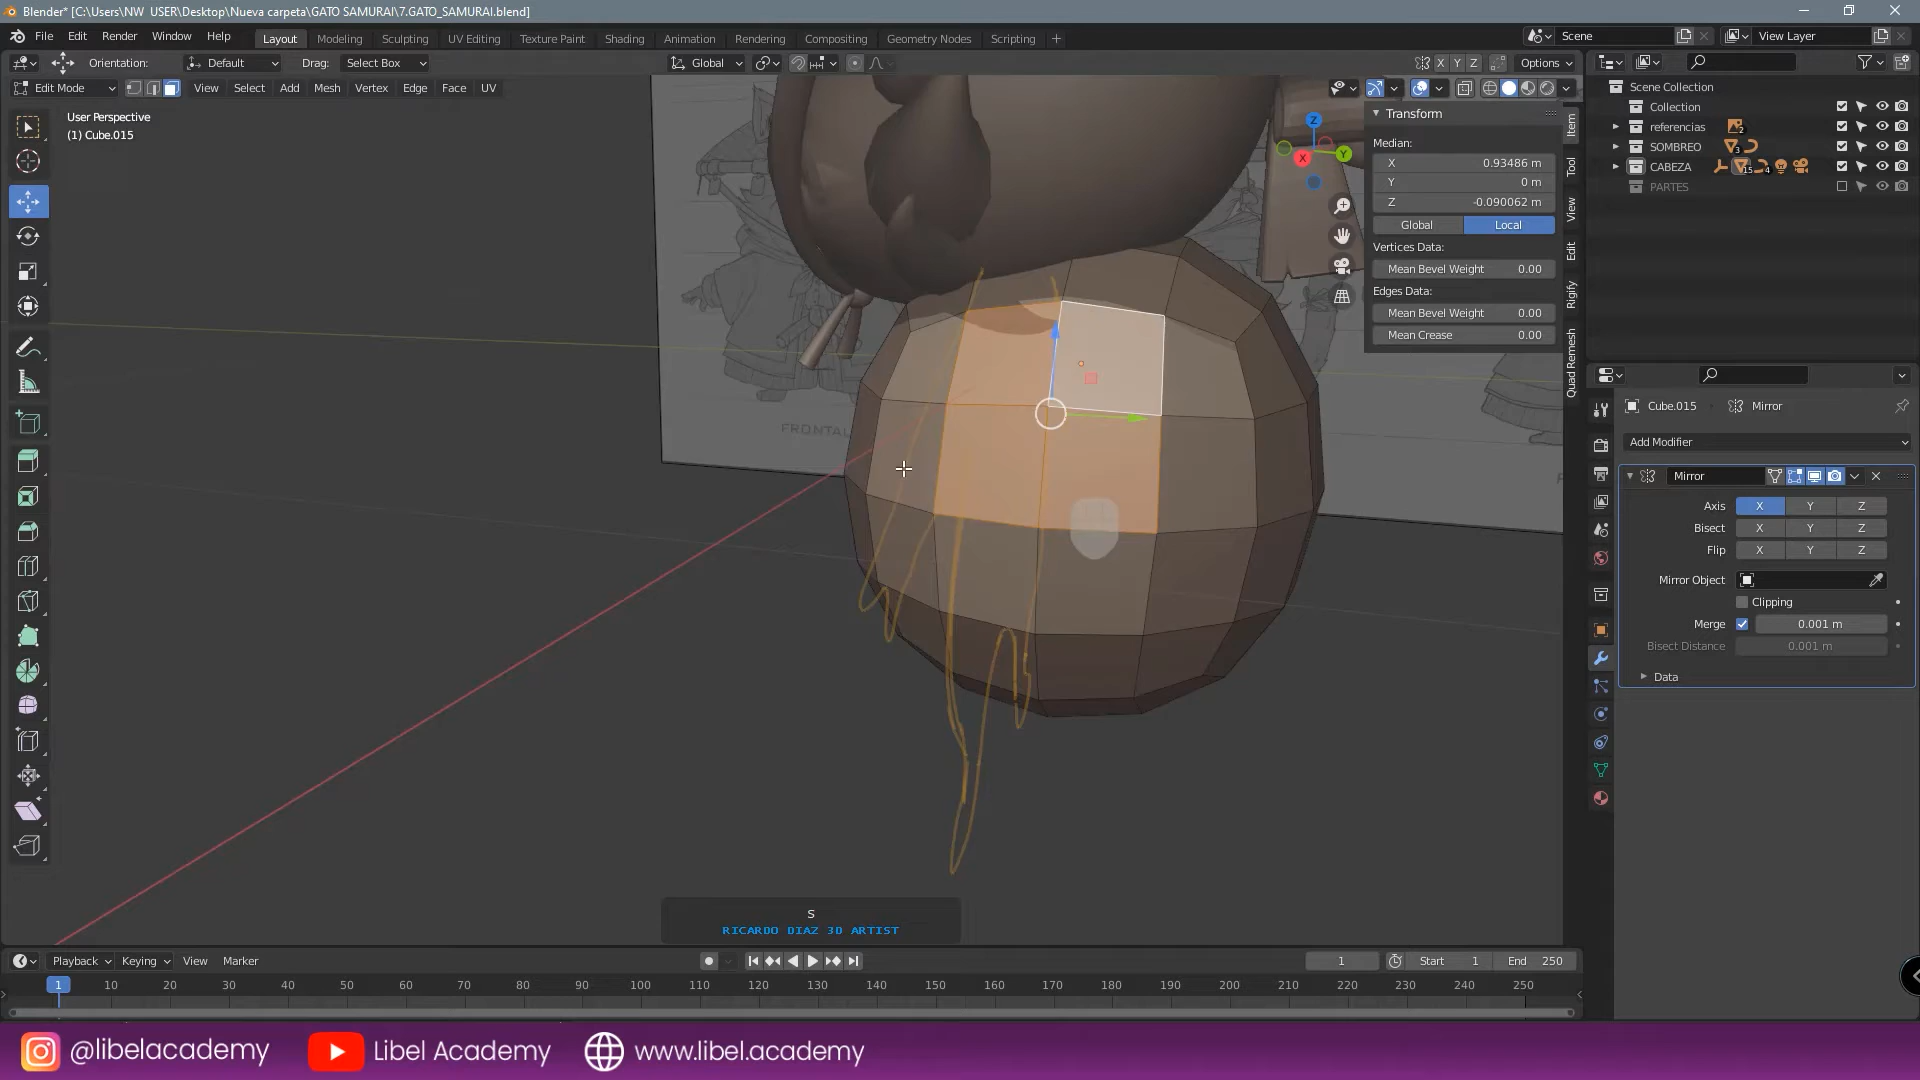 Blender* [C:\Users\NW_USER\Desktop\Nueva carpeta\GATO SAMURAI\7.GATO_SAMURAI.blend]
File Edit Render Window Help
Layout Modeling Sculpting UV Editing Texture Paint Shading Animation Rendering Compositing Geometry Nodes Scripting +
Scene
View Layer
Orientation: Default Drag: Select Box
Global
X Y Z Options
Edit Mode
View Select Add Mesh Vertex Edge Face UV
User Perspective
(1) Cube.015
Z
Y
X
Transform
Median:
X 0.93486 m
Y 0 m
Z -0.090062 m
Global Local
Vertices Data:
Mean Bevel Weight 0.00
Edges Data:
Mean Bevel Weight 0.00
Mean Crease 0.00
Item
Tool
View
Edit
Rigify
Quad Remesh
FRONTAL
Scene Collection
Collection
referencias 2
SOMBREO 3
CABEZA 15 4
PARTES
Cube.015 Mirror
Add Modifier
Mirror
Axis X Y Z
Bisect X Y Z
Flip X Y Z
Mirror Object
Clipping
Merge 0.001 m
Bisect Distance 0.001 m
Data
S
RICARDO DIAZ 3D ARTIST
Playback Keying View Marker
1 Start 1 End 250
1 10 20 30 40 50 60 70 80 90 100 110 120 130 140 150 160 170 180 190 200 210 220 230 240 250
@libelacademy Libel Academy www.libel.academy